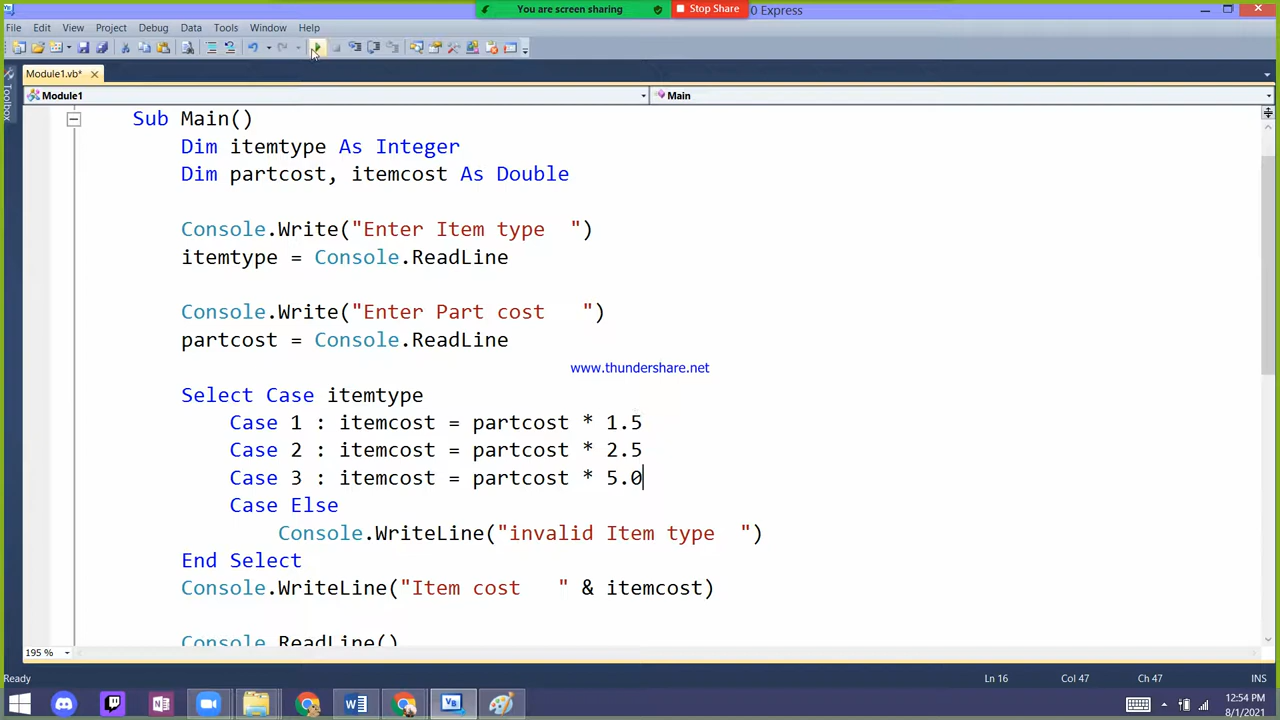 You are screen sharing
Stop Share
0 Express
File Edit View Project Debug Data Tools Window Help
Module1.vb*
Toolbox
Module1
Main
Sub Main()
Dim itemtype As Integer
Dim partcost, itemcost As Double
Console.Write("Enter Item type  ")
itemtype = Console.ReadLine
Console.Write("Enter Part cost   ")
partcost = Console.ReadLine
www.thundershare.net
Select Case itemtype
Case 1 : itemcost = partcost * 1.5
Case 2 : itemcost = partcost * 2.5
Case 3 : itemcost = partcost * 5.0
Case Else
Console.WriteLine("invalid Item type  ")
End Select
Console.WriteLine("Item cost   " & itemcost)
Console.ReadLine()
195 %
Ready
Ln 16
Col 47
Ch 47
INS
12:54 PM
8/1/2021